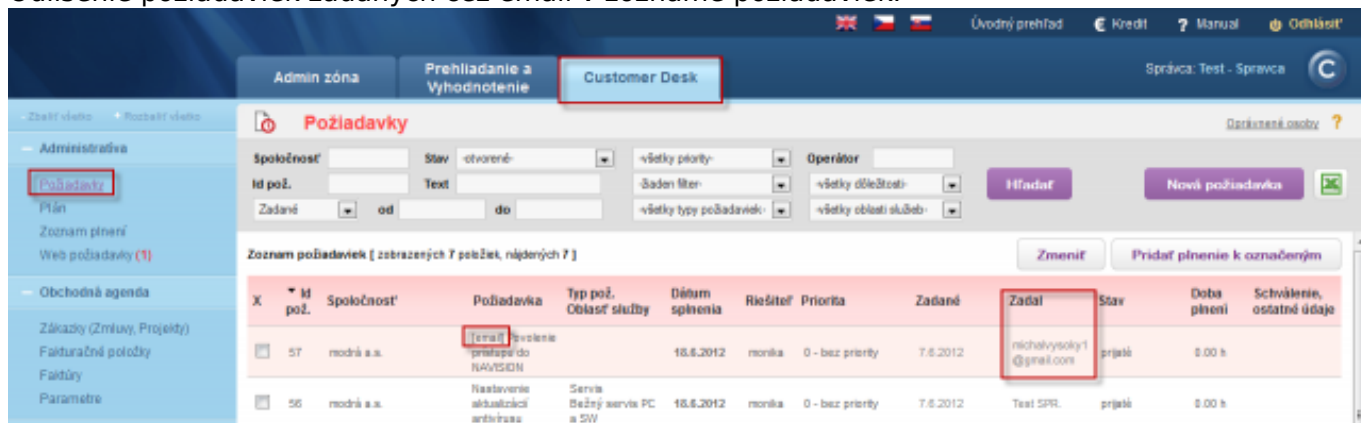 Úvodný prehľad € Kredit ? Manual Odhlásiť
Admin zóna
Prehliadanie a Vyhodnotenie
Customer Desk
Správca: Test - Spravca
- Zbaliť všetko + Rozbaliť všetko
Požiadavky
Oprávnené osoby ?
Administratíva
Požiadavky
Plán
Zoznam plnení
Web požiadavky (1)
Obchodná agenda
Zákazky (Zmluvy, Projekty)
Fakturačné položky
Faktúry
Parametre
Spoločnosť Stav -otvorené- -všetky priority- Operátor
Id pož. Text -žiaden filter- -všetky dôležitosti- Hľadať Nová požiadavka
Zadané od do -všetky typy požiadaviek- -všetky oblasti služieb-
Zoznam požiadaviek [ zobrazených 7 položiek, nájdených 7 ]
Zmeniť Pridať plnenie k označeným
X Id pož. Spoločnosť Požiadavka Typ pož. Oblasť služby Dátum splnenia Riešiteľ Priorita Zadané Zadal Stav Doba plnení Schválenie, ostatné údaje
57 modrá a.s. [email] Povolenie prístupu do NAVISION 18.6.2012 monika 0 - bez priority 7.6.2012 michalvysoky1@gmail.com prijaté 0.00 h
56 modrá a.s. Nastavenie aktualizácií antivírusu Servis Bežný servis PC a SW 18.6.2012 monika 0 - bez priority 7.6.2012 Test SPR. prijaté 0.00 h